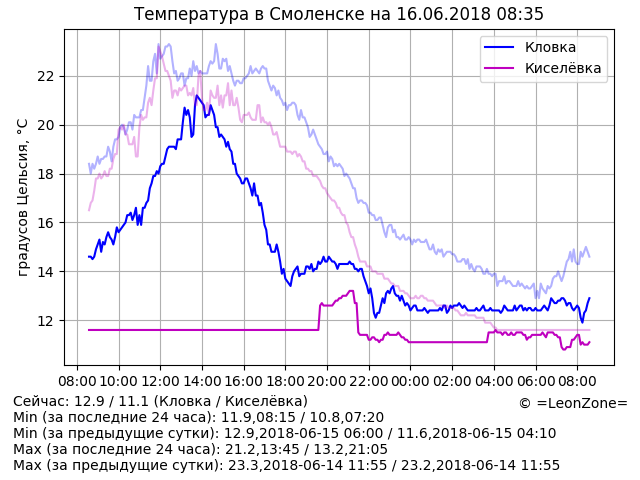 Температура в Смоленске на 16.06.2018 08:35
Кловка
Киселёвка
градусов Цельсия, °C
22
20
18
16
14
12
08:00 10:00 12:00 14:00 16:00 18:00 20:00 22:00 00:00 02:00 04:00 06:00 08:00
Сейчас: 12.9 / 11.1 (Кловка / Киселёвка)
© =LeonZone=
Min (за последние 24 часа): 11.9,08:15 / 10.8,07:20
Min (за предыдущие сутки): 12.9,2018-06-15 06:00 / 11.6,2018-06-15 04:10
Max (за последние 24 часа): 21.2,13:45 / 13.2,21:05
Max (за предыдущие сутки): 23.3,2018-06-14 11:55 / 23.2,2018-06-14 11:55